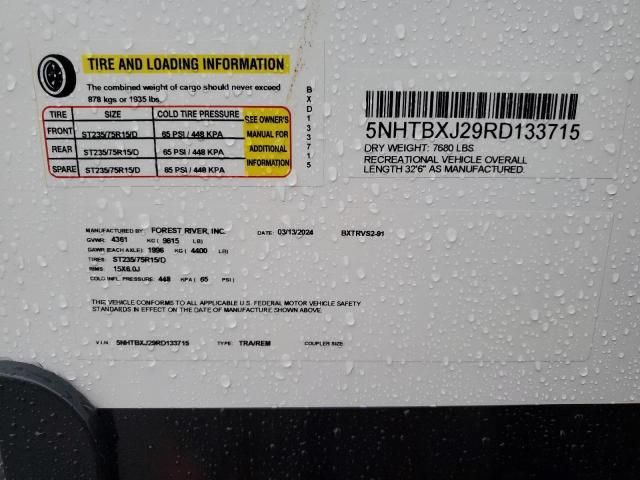 TIRE AND LOADING INFORMATION
The combined weight of cargo should never exceed
878 kgs or 1935 lbs.
TIRE SIZE COLD TIRE PRESSURE SEE OWNER'S MANUAL FOR ADDITIONAL INFORMATION
FRONT ST235/75R15/D 65 PSI / 448 KPA
REAR ST235/75R15/D 65 PSI / 448 KPA
SPARE ST235/75R15/D 65 PSI / 448 KPA
BXD133715
5NHTBXJ29RD133715
DRY WEIGHT: 7680 LBS
RECREATIONAL VEHICLE OVERALL
LENGTH 32'6" AS MANUFACTURED.
MANUFACTURED BY: FOREST RIVER, INC. DATE: 03/13/2024 BXTRVS2-91
GVWR: 4361 KG ( 9615 LB)
GAWR (EACH AXLE): 1996 KG ( 4400 LB)
TIRES: ST235/75R15/D
RIMS: 15X6.0J
COLD INFL. PRESSURE: 448 KPA ( 65 PSI )
THE VEHICLE CONFORMS TO ALL APPLICABLE U.S. FEDERAL MOTOR VEHICLE SAFETY
STANDARDS IN EFFECT ON THE DATE OF MANUFACTURE SHOWN ABOVE.
V.I.N.: 5NHTBXJ29RD133715 TYPE: TRA/REM COUPLER SIZE: